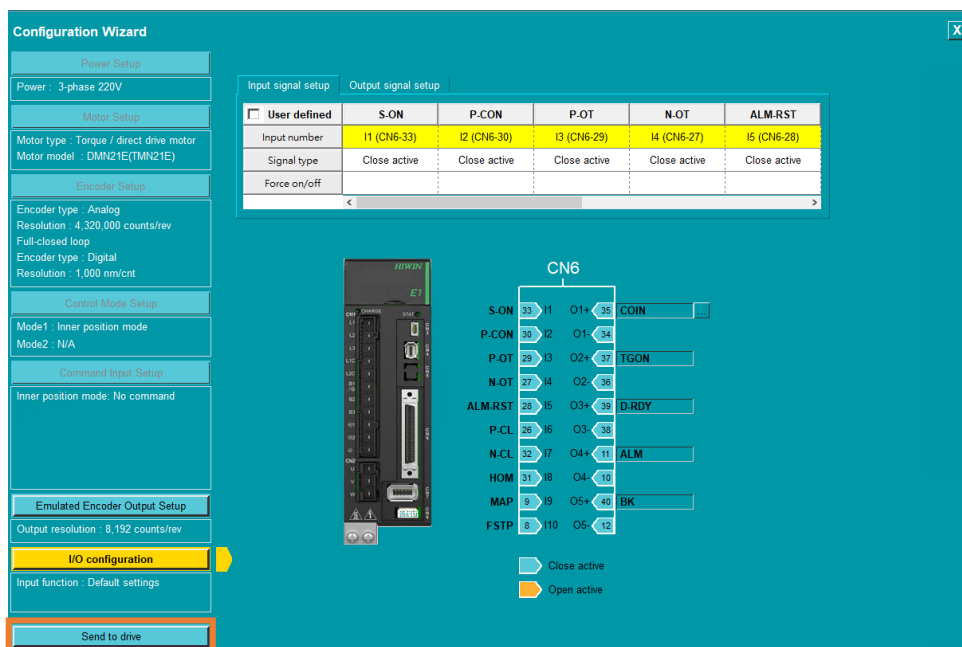 Configuration Wizard
X
Power Setup
Power : 3-phase 220V
Motor Setup
Motor type : Torque / direct drive motor
Motor model : DMN21E(TMN21E)
Encoder Setup
Encoder type : Analog
Resolution : 4,320,000 counts/rev
Full-closed loop
Encoder type : Digital
Resolution : 1,000 nm/cnt
Control Mode Setup
Mode1 : Inner position mode
Mode2 : N/A
Command Input Setup
Inner position mode: No command
Emulated Encoder Output Setup
Output resolution : 8,192 counts/rev
I/O configuration
Input function : Default settings
Send to drive
Input signal setup Output signal setup
User defined S-ON P-CON P-OT N-OT ALM-RST
Input number I1 (CN6-33) I2 (CN6-30) I3 (CN6-29) I4 (CN6-27) I5 (CN6-28)
Signal type Close active Close active Close active Close active Close active
Force on/off
HIWIN
E1
CN1 CHARGE STAT
L1
L2
L3
L1C
L2C
CN2
U
V
W
CN6
S-ON 33 I1 O1+ 35 COIN ...
P-CON 30 I2 O1- 34
P-OT 29 I3 O2+ 37 TGON
N-OT 27 I4 O2- 36
ALM-RST 28 I5 O3+ 39 D-RDY
P-CL 26 I6 O3- 38
N-CL 32 I7 O4+ 11 ALM
HOM 31 I8 O4- 10
MAP 9 I9 O5+ 40 BK
FSTP 8 I10 O5- 12
Close active
Open active